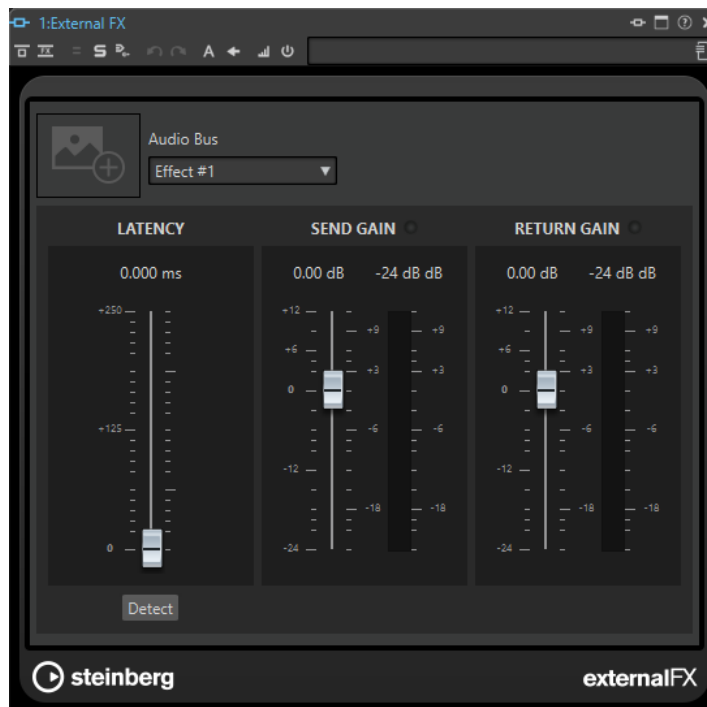 1:External FX
FX
S
A
Audio Bus
Effect #1
LATENCY
SEND GAIN
RETURN GAIN
0.000 ms
0.00 dB -24 dB dB
0.00 dB -24 dB dB
+250
+125
0
+12
+6
0
-12
-24
+9
+3
-6
-18
+9
+3
-6
-18
+12
+6
0
-12
-24
+9
+3
-6
-18
+9
+3
-6
-18
Detect
steinberg
externalFX